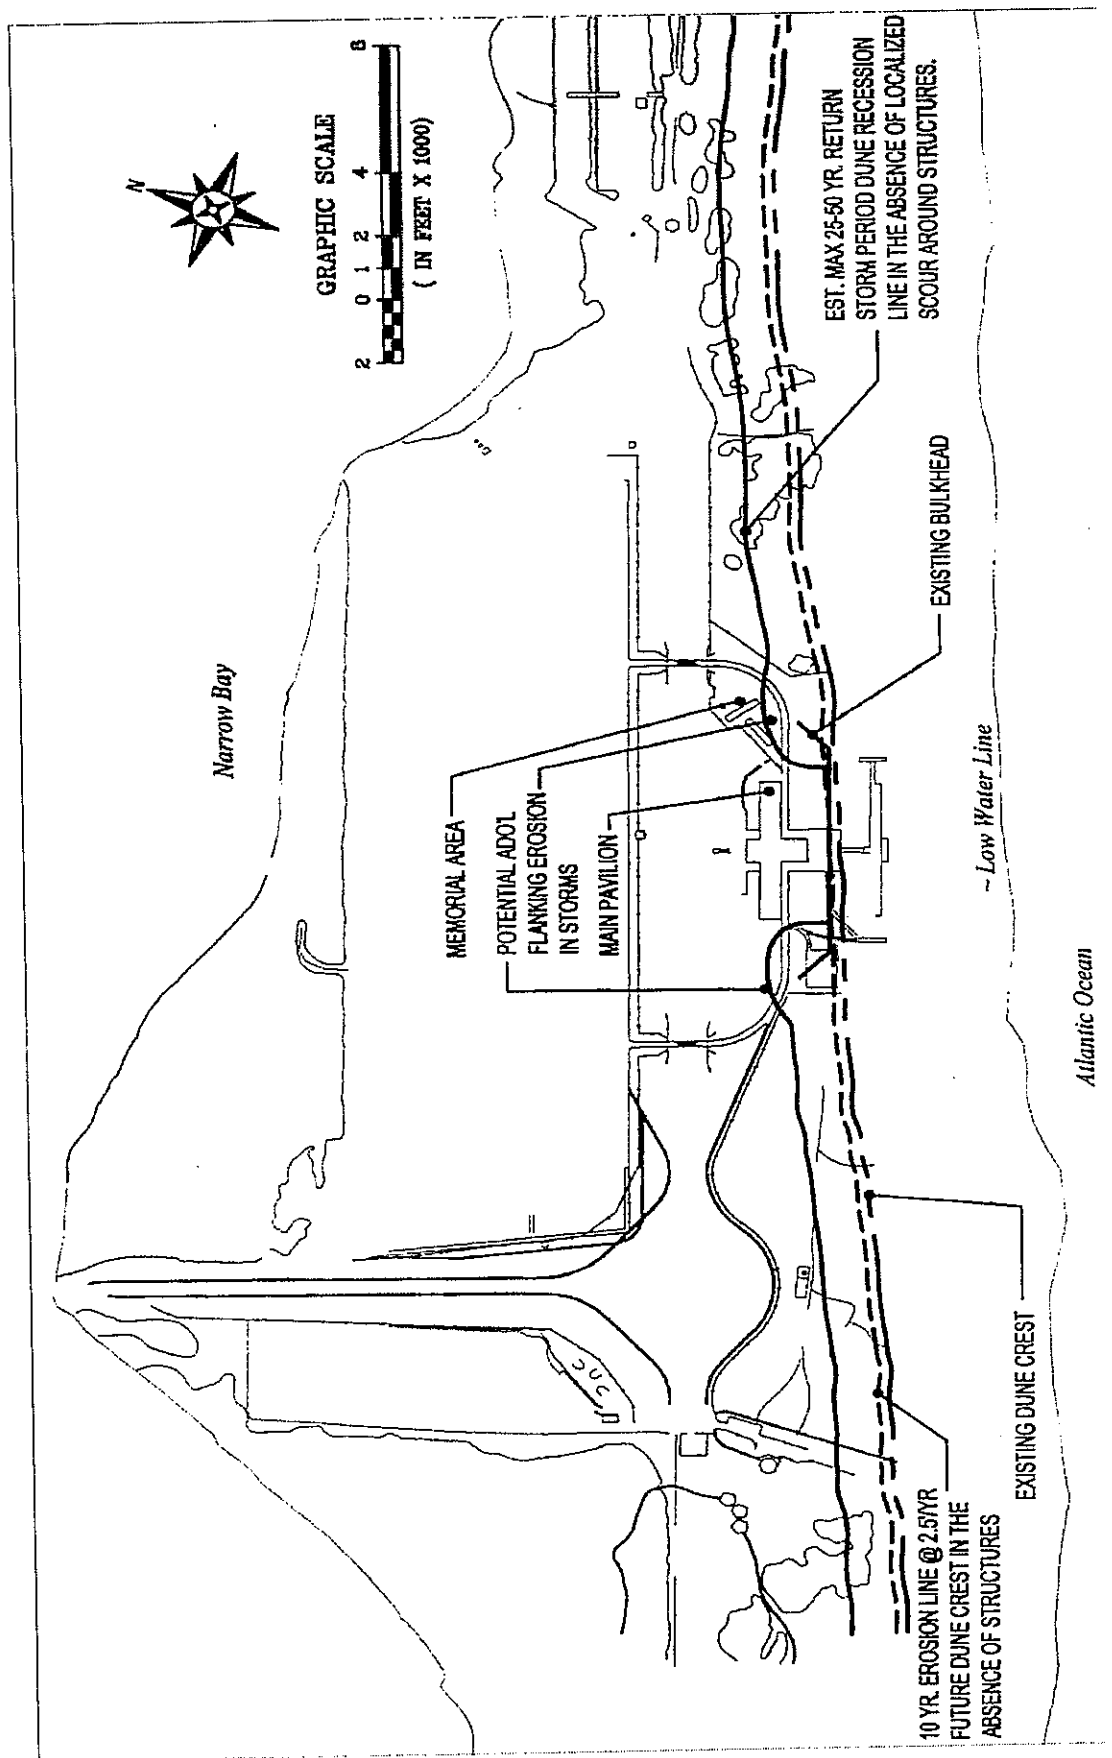 N
GRAPHIC SCALE
2 0 1 2 4 8
( IN FEET X 1000)
Narrow Bay
MEMORIAL AREA
POTENTIAL ADO'L
FLANKING EROSION
IN STORMS
MAIN PAVILION
EST. MAX 25-50 YR. RETURN
STORM PERIOD DUNE RECESSION
LINE IN THE ABSENCE OF LOCALIZED
SCOUR AROUND STRUCTURES.
EXISTING BULKHEAD
~ Low Water Line
Atlantic Ocean
10 YR. EROSION LINE @ 2.5'/YR
FUTURE DUNE CREST IN THE
ABSENCE OF STRUCTURES
EXISTING DUNE CREST